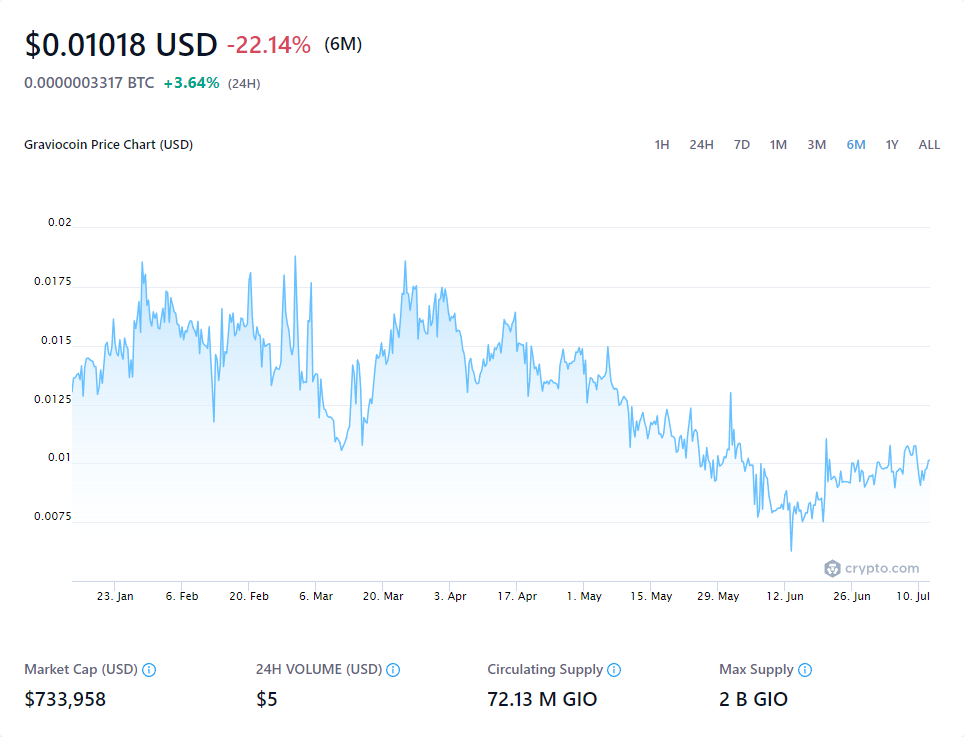 $0.01018 USD -22.14% (6M)
0.0000003317 BTC +3.64% (24H)
Graviocoin Price Chart (USD) 1H 24H 7D 1M 3M 6M 1Y ALL
0.02
0.0175
0.015
0.0125
0.01
0.0075
crypto.com
23. Jan 6. Feb 20. Feb 6. Mar 20. Mar 3. Apr 17. Apr 1. May 15. May 29. May 12. Jun 26. Jun 10. Jul
Market Cap (USD) 24H VOLUME (USD) Circulating Supply Max Supply
$733,958 $5 72.13 M GIO 2 B GIO